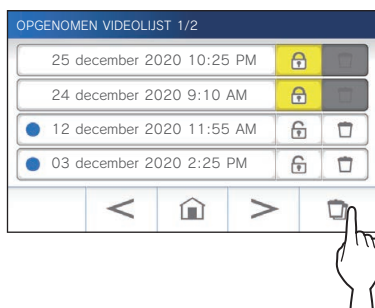 OPGENOMEN VIDEOLIJST 1/2
25 december 2020 10:25 PM
24 december 2020 9:10 AM
12 december 2020 11:55 AM
03 december 2020 2:25 PM